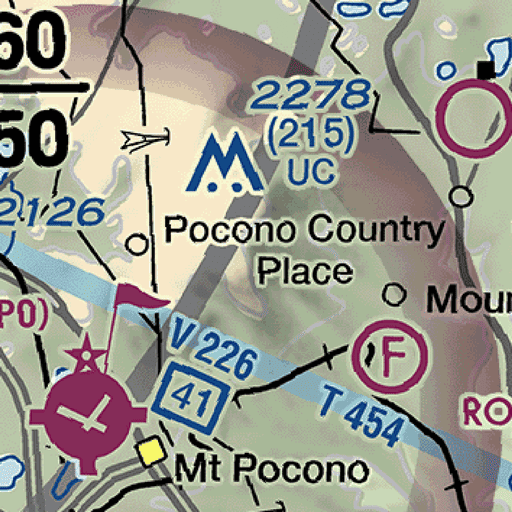 60
50
2278
(215)
UC
2126
Pocono Country
Place
PO)
Mour
V 226
F
41
T 454
RO
Mt Pocono